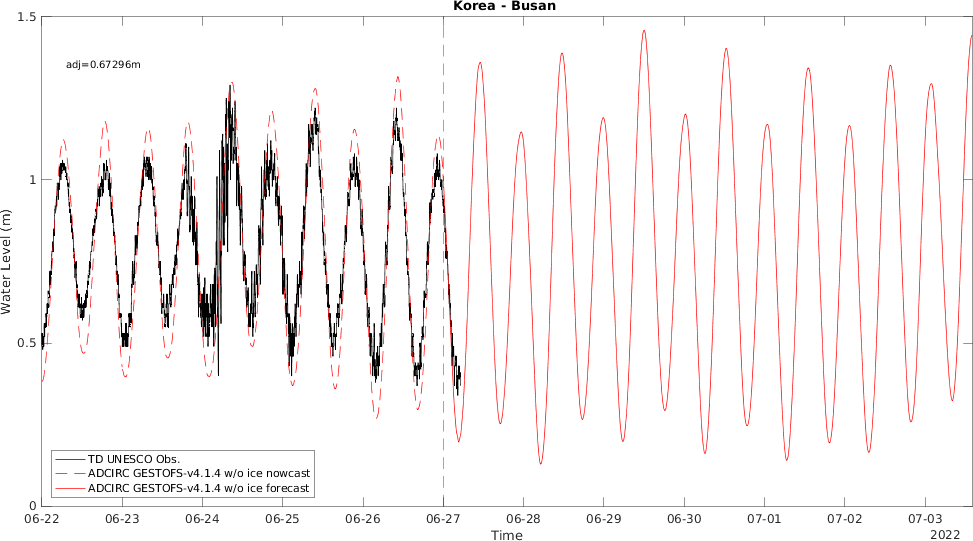 Korea - Busan
1.5
adj=0.67296m
1
Water Level (m)
0.5
TD UNESCO Obs.
ADCIRC GESTOFS-v4.1.4 w/o ice nowcast
ADCIRC GESTOFS-v4.1.4 w/o ice forecast
0
06-22 06-23 06-24 06-25 06-26 06-27 06-28 06-29 06-30 07-01 07-02 07-03
Time
2022